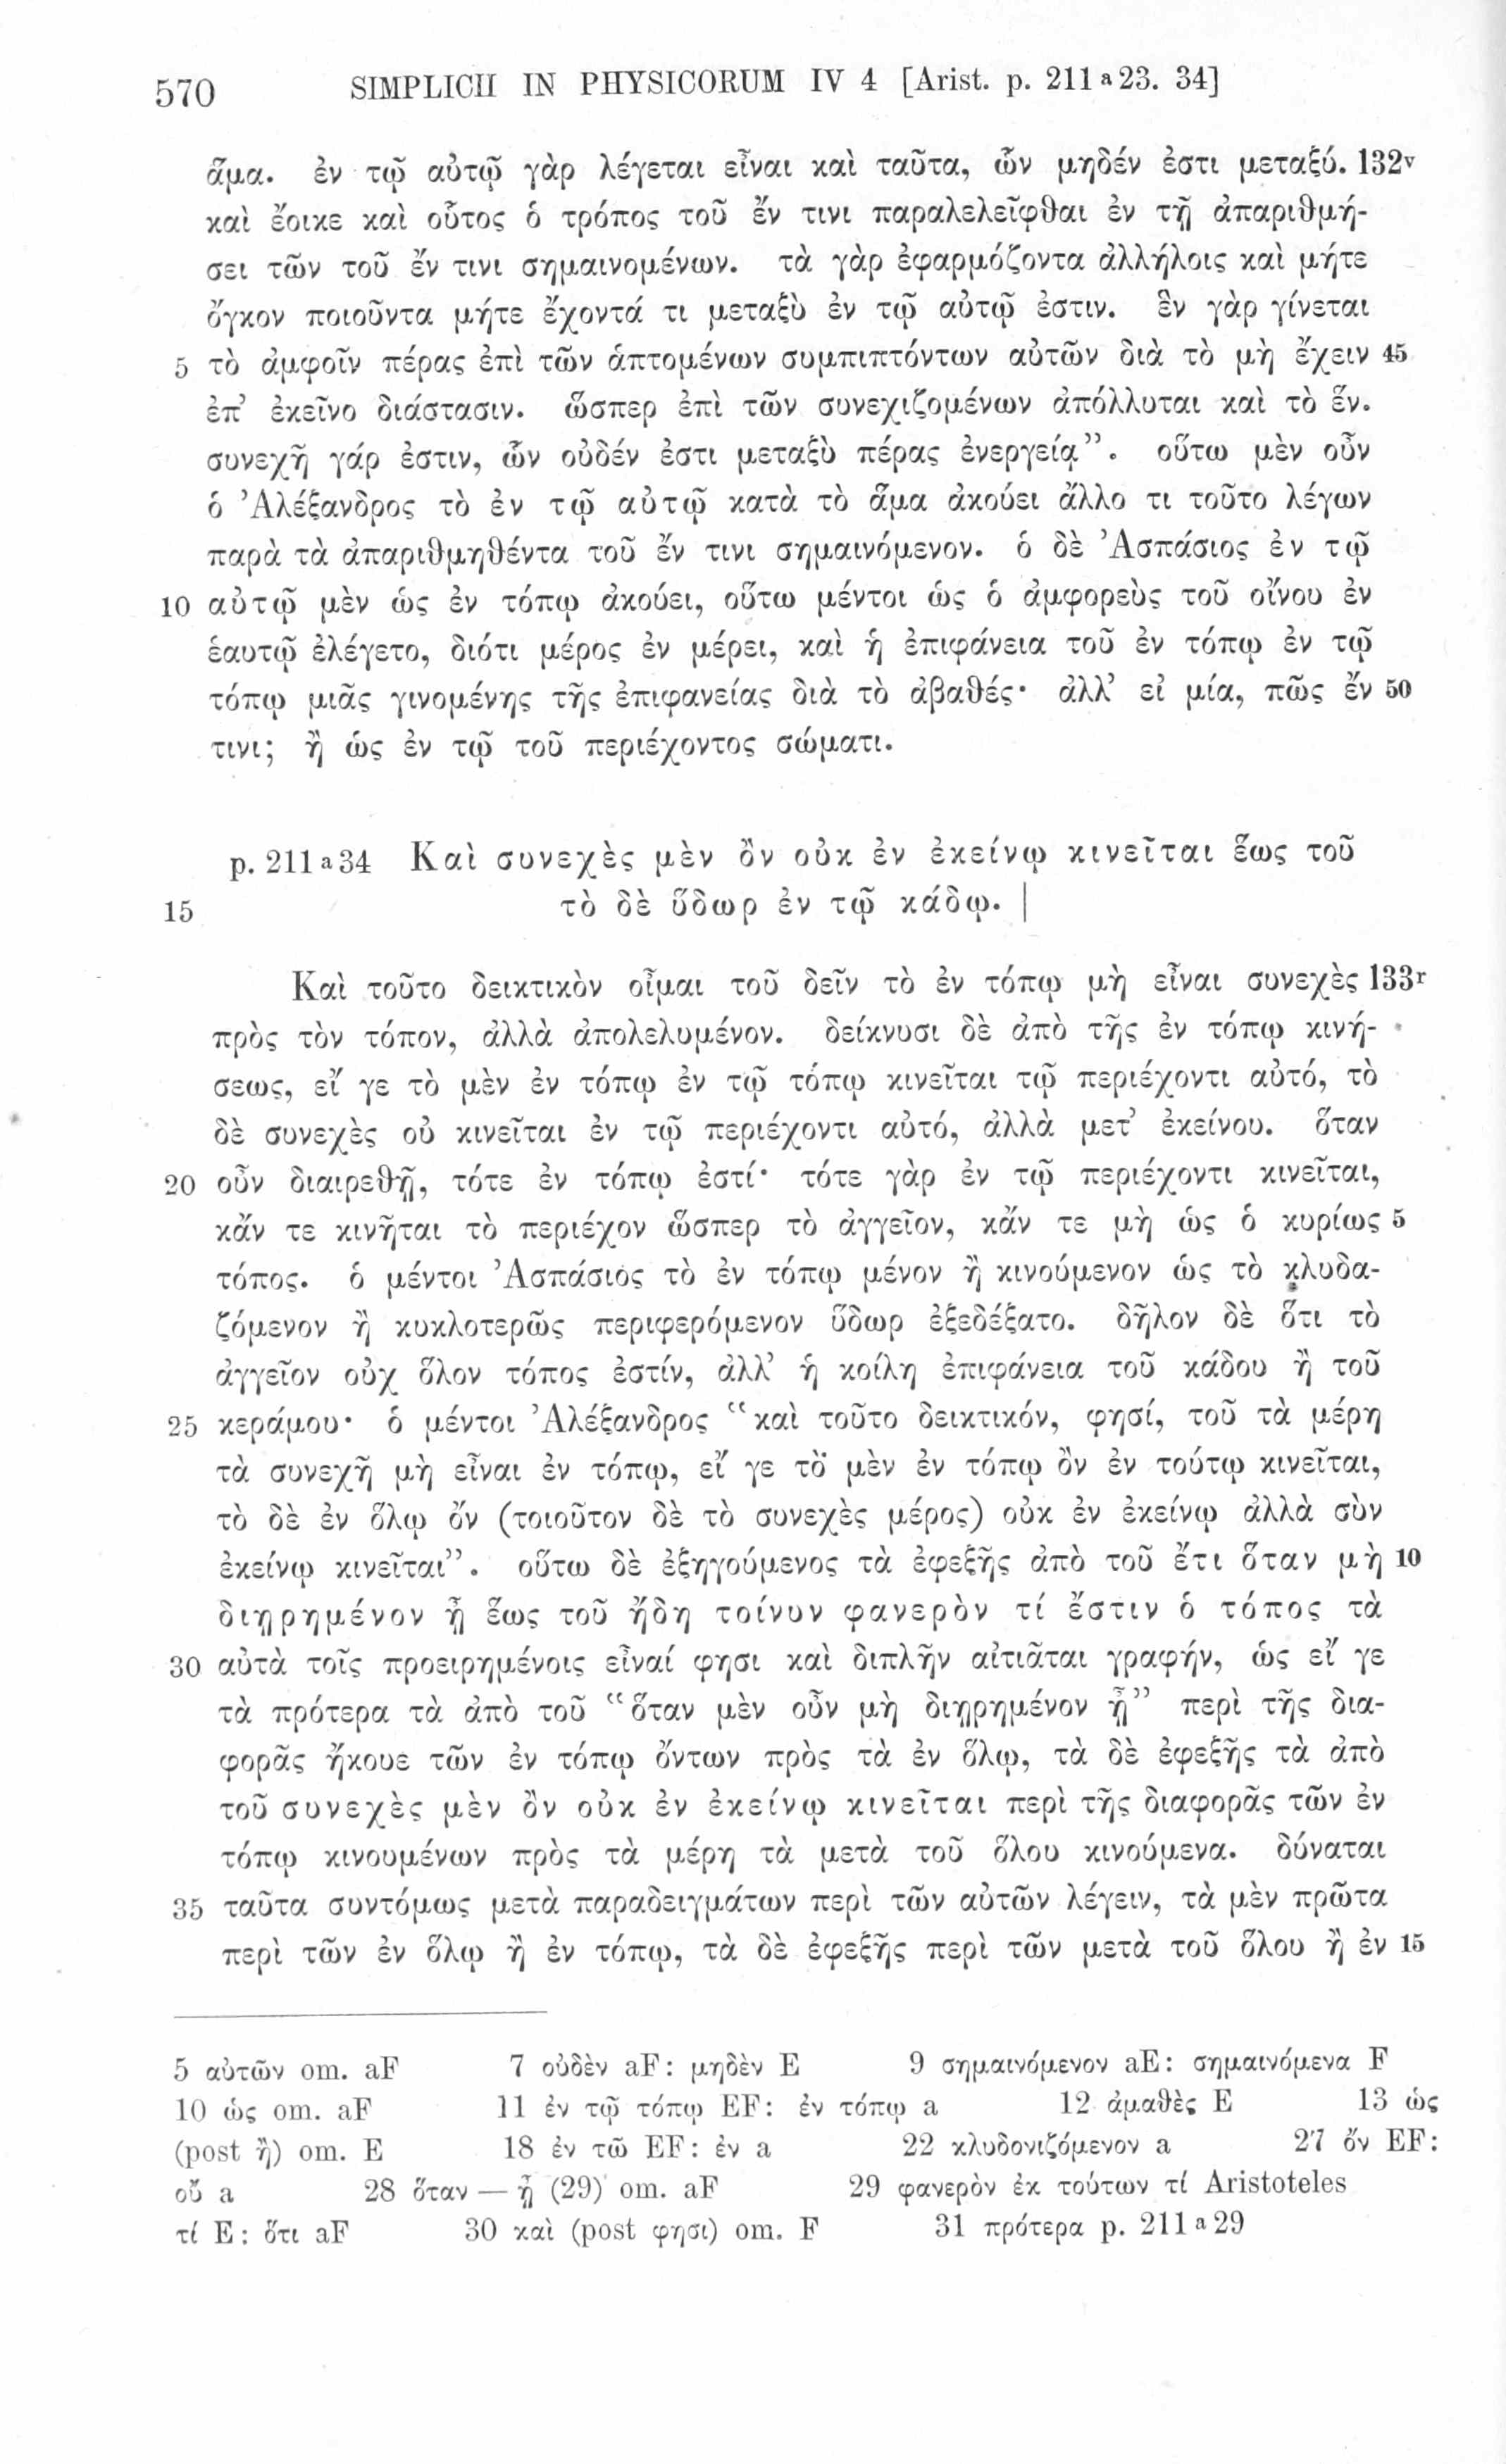 570 SIMPLICII IN PHYSICORUM IV 4 [Arist. p. 211 a 23. 34]
ἅμα. ἐν τῷ αὐτῷ γὰρ λέγεται εἶναι καὶ ταῦτα, ὧν μηδέν ἐστι μεταξύ. 132v
καὶ ἔοικε καὶ οὗτος ὁ τρόπος τοῦ ἔν τινι παραλελεῖφθαι ἐν τῇ ἀπαριθμή-
σει τῶν τοῦ ἔν τινι σημαινομένων. τὰ γὰρ ἐφαρμόζοντα ἀλλήλοις καὶ μήτε
ὄγκον ποιοῦντα μήτε ἔχοντά τι μεταξὺ ἐν τῷ αὐτῷ ἐστιν. ἓν γὰρ γίνεται
5 τὸ ἀμφοῖν πέρας ἐπὶ τῶν ἁπτομένων συμπιπτόντων αὐτῶν διὰ τὸ μὴ ἔχειν 45
ἐπ' ἐκεῖνο διάστασιν. ὥσπερ ἐπὶ τῶν συνεχιζομένων ἀπόλλυται καὶ τὸ ἕν.
συνεχῆ γάρ ἐστιν, ὧν οὐδέν ἐστι μεταξὺ πέρας ἐνεργείᾳ”. οὕτω μὲν οὖν
ὁ Ἀλέξανδρος τὸ ἐν τῷ αὐτῷ κατὰ τὸ ἅμα ἀκούει ἄλλο τι τοῦτο λέγων
παρὰ τὰ ἀπαριθμηθέντα τοῦ ἔν τινι σημαινόμενον. ὁ δὲ Ἀσπάσιος ἐν τῷ
10 αὐτῷ μὲν ὡς ἐν τόπῳ ἀκούει, οὕτω μέντοι ὡς ὁ ἀμφορεὺς τοῦ οἴνου ἐν
ἑαυτῷ ἐλέγετο, διότι μέρος ἐν μέρει, καὶ ἡ ἐπιφάνεια τοῦ ἐν τόπῳ ἐν τῷ
τόπῳ μιᾶς γινομένης τῆς ἐπιφανείας διὰ τὸ ἀβαθές· ἀλλ' εἰ μία, πῶς ἔν 50
τινι; ἢ ὡς ἐν τῷ τοῦ περιέχοντος σώματι.
p. 211 a 34 Καὶ συνεχὲς μὲν ὂν οὐκ ἐν ἐκείνῳ κινεῖται ἕως τοῦ
15 τὸ δὲ ὕδωρ ἐν τῷ κάδῳ. |
Καὶ τοῦτο δεικτικὸν οἶμαι τοῦ δεῖν τὸ ἐν τόπῳ μὴ εἶναι συνεχὲς 133r
πρὸς τὸν τόπον, ἀλλὰ ἀπολελυμένον. δείκνυσι δὲ ἀπὸ τῆς ἐν τόπῳ κινή-
σεως, εἴ γε τὸ μὲν ἐν τόπῳ ἐν τῷ τόπῳ κινεῖται τῷ περιέχοντι αὐτό, τὸ
δὲ συνεχὲς οὐ κινεῖται ἐν τῷ περιέχοντι αὐτό, ἀλλὰ μετ' ἐκείνου. ὅταν
20 οὖν διαιρεθῇ, τότε ἐν τόπῳ ἐστί· τότε γὰρ ἐν τῷ περιέχοντι κινεῖται,
κἄν τε κινῆται τὸ περιέχον ὥσπερ τὸ ἀγγεῖον, κἄν τε μὴ ὡς ὁ κυρίως 5
τόπος. ὁ μέντοι Ἀσπάσιος τὸ ἐν τόπῳ μένον ἢ κινούμενον ὡς τὸ κλυδα-
ζόμενον ἢ κυκλοτερῶς περιφερόμενον ὕδωρ ἐξεδέξατο. δῆλον δὲ ὅτι τὸ
ἀγγεῖον οὐχ ὅλον τόπος ἐστίν, ἀλλ' ἡ κοίλη ἐπιφάνεια τοῦ κάδου ἢ τοῦ
25 κεράμου· ὁ μέντοι Ἀλέξανδρος “καὶ τοῦτο δεικτικόν, φησί, τοῦ τὰ μέρη
τὰ συνεχῆ μὴ εἶναι ἐν τόπῳ, εἴ γε τὸ μὲν ἐν τόπῳ ὂν ἐν τούτῳ κινεῖται,
τὸ δὲ ἐν ὅλῳ ὄν (τοιοῦτον δὲ τὸ συνεχὲς μέρος) οὐκ ἐν ἐκείνῳ ἀλλὰ σὺν
ἐκείνῳ κινεῖται”. οὕτω δὲ ἐξηγούμενος τὰ ἐφεξῆς ἀπὸ τοῦ ἔτι ὅταν μὴ 10
διῃρημένον ᾖ ἕως τοῦ ἤδη τοίνυν φανερὸν τί ἔστιν ὁ τόπος τὰ
30 αὐτὰ τοῖς προειρημένοις εἶναί φησι καὶ διπλῆν αἰτιᾶται γραφήν, ὡς εἴ γε
τὰ πρότερα τὰ ἀπὸ τοῦ “ὅταν μὲν οὖν μὴ διῃρημένον ᾖ” περὶ τῆς δια-
φορᾶς ἤκουε τῶν ἐν τόπῳ ὄντων πρὸς τὰ ἐν ὅλῳ, τὰ δὲ ἐφεξῆς τὰ ἀπὸ
τοῦ συνεχὲς μὲν ὂν οὐκ ἐν ἐκείνῳ κινεῖται περὶ τῆς διαφορᾶς τῶν ἐν
τόπῳ κινουμένων πρὸς τὰ μέρη τὰ μετὰ τοῦ ὅλου κινούμενα. δύναται
35 ταῦτα συντόμως μετὰ παραδειγμάτων περὶ τῶν αὐτῶν λέγειν, τὰ μὲν πρῶτα
περὶ τῶν ἐν ὅλῳ ἢ ἐν τόπῳ, τὰ δὲ ἐφεξῆς περὶ τῶν μετὰ τοῦ ὅλου ἢ ἐν 15
5 αὐτῶν om. aF 7 οὐδὲν aF: μηδὲν E 9 σημαινόμενον aE: σημαινόμενα F
10 ὡς om. aF 11 ἐν τῷ τόπῳ EF: ἐν τόπῳ a 12 ἀμαθὲς E 13 ὡς
(post ἢ) om. E 18 ἐν τῶ EF: ἐν a 22 κλυδονιζόμενον a 27 ὄν EF:
οὗ a 28 ὅταν — ᾖ (29) om. aF 29 φανερὸν ἐκ τούτων τί Aristoteles
τί E: ὅτι aF 30 καὶ (post φησι) om. F 31 πρότερα p. 211 a 29